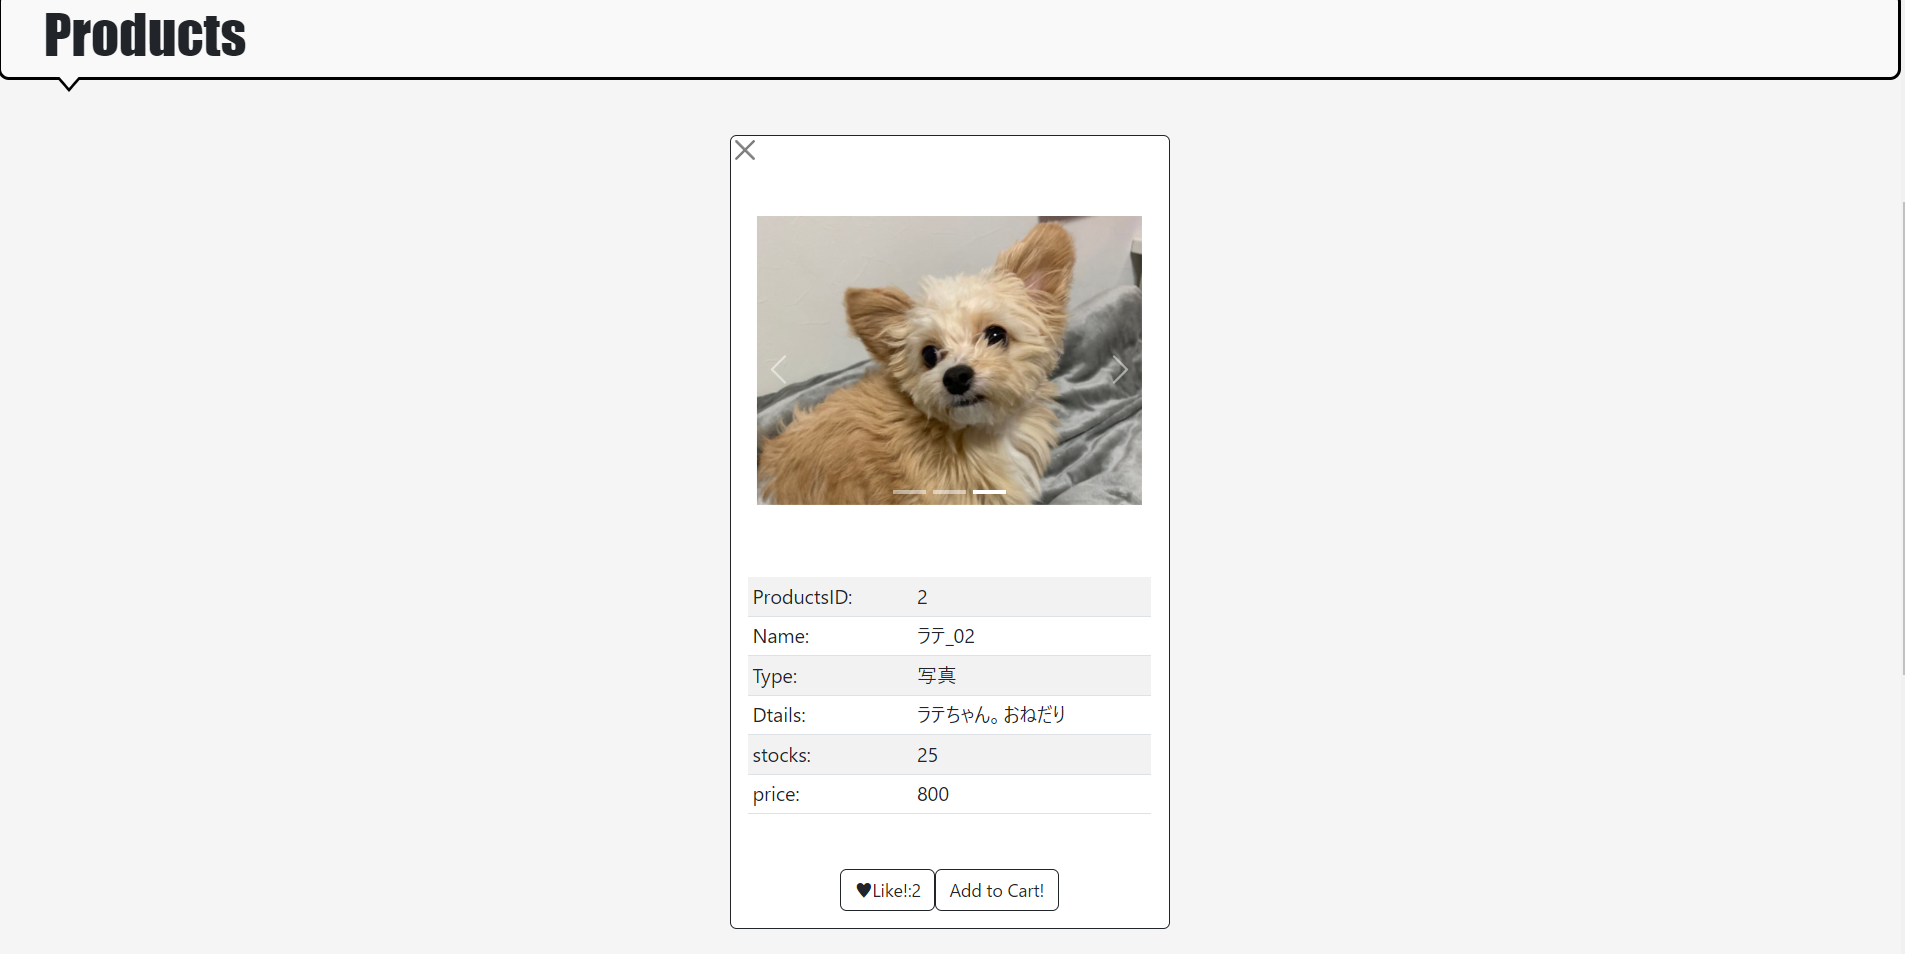 Products
ProductsID: 2
Name: ラテ_02
Type: 写真
Dtails: ラテちゃん。おねだり
stocks: 25
price: 800
♥Like!:2 Add to Cart!